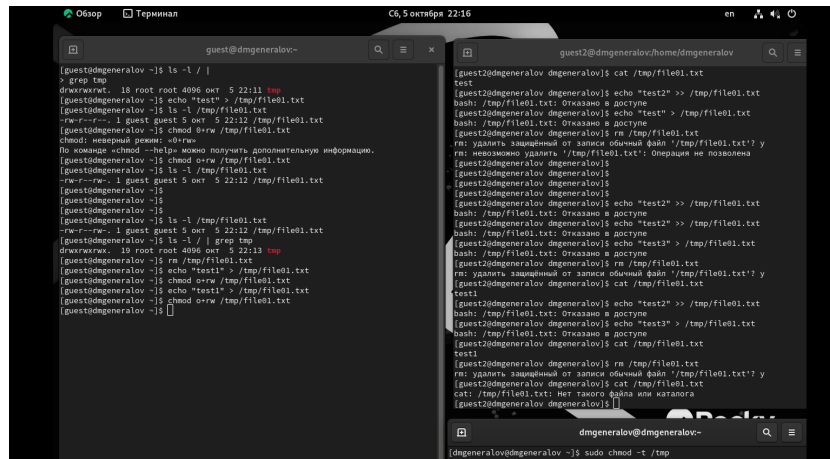 Обзор
Терминал
Сб, 5 октября 22:16
en
guest@dmgeneralov:~
[guest@dmgeneralov ~]$ ls -l / |
> grep tmp
drwxrwxrwt. 18 root root 4096 окт 5 22:11 tmp
[guest@dmgeneralov ~]$ echo "test" > /tmp/file01.txt
[guest@dmgeneralov ~]$ ls -l /tmp/file01.txt
-rw-r--r--. 1 guest guest 5 окт 5 22:12 /tmp/file01.txt
[guest@dmgeneralov ~]$ chmod 0+rw /tmp/file01.txt
chmod: неверный режим: «0+rw»
По команде «chmod --help» можно получить дополнительную информацию.
[guest@dmgeneralov ~]$ chmod o+rw /tmp/file01.txt
[guest@dmgeneralov ~]$ ls -l /tmp/file01.txt
-rw-r--rw-. 1 guest guest 5 окт 5 22:12 /tmp/file01.txt
[guest@dmgeneralov ~]$
[guest@dmgeneralov ~]$
[guest@dmgeneralov ~]$
[guest@dmgeneralov ~]$ ls -l /tmp/file01.txt
-rw-r--rw-. 1 guest guest 5 окт 5 22:12 /tmp/file01.txt
[guest@dmgeneralov ~]$ ls -l / | grep tmp
drwxrwxrwx. 19 root root 4096 окт 5 22:13 tmp
[guest@dmgeneralov ~]$ rm /tmp/file01.txt
[guest@dmgeneralov ~]$ echo "test1" > /tmp/file01.txt
[guest@dmgeneralov ~]$ chmod o+rw /tmp/file01.txt
[guest@dmgeneralov ~]$ echo "test1" > /tmp/file01.txt
[guest@dmgeneralov ~]$ chmod o+rw /tmp/file01.txt
[guest@dmgeneralov ~]$
guest2@dmgeneralov:/home/dmgeneralov
[guest2@dmgeneralov dmgeneralov]$ cat /tmp/file01.txt
test
[guest2@dmgeneralov dmgeneralov]$ echo "test2" >> /tmp/file01.txt
bash: /tmp/file01.txt: Отказано в доступе
[guest2@dmgeneralov dmgeneralov]$ echo "test" > /tmp/file01.txt
bash: /tmp/file01.txt: Отказано в доступе
[guest2@dmgeneralov dmgeneralov]$ rm /tmp/file01.txt
rm: удалить защищённый от записи обычный файл '/tmp/file01.txt'? y
rm: невозможно удалить '/tmp/file01.txt': Операция не позволена
[guest2@dmgeneralov dmgeneralov]$
[guest2@dmgeneralov dmgeneralov]$
[guest2@dmgeneralov dmgeneralov]$
[guest2@dmgeneralov dmgeneralov]$
[guest2@dmgeneralov dmgeneralov]$ echo "test2" >> /tmp/file01.txt
bash: /tmp/file01.txt: Отказано в доступе
[guest2@dmgeneralov dmgeneralov]$ echo "test2" >> /tmp/file01.txt
bash: /tmp/file01.txt: Отказано в доступе
[guest2@dmgeneralov dmgeneralov]$ echo "test3" > /tmp/file01.txt
bash: /tmp/file01.txt: Отказано в доступе
[guest2@dmgeneralov dmgeneralov]$ rm /tmp/file01.txt
rm: удалить защищённый от записи обычный файл '/tmp/file01.txt'? y
[guest2@dmgeneralov dmgeneralov]$ cat /tmp/file01.txt
test1
[guest2@dmgeneralov dmgeneralov]$ echo "test2" >> /tmp/file01.txt
bash: /tmp/file01.txt: Отказано в доступе
[guest2@dmgeneralov dmgeneralov]$ echo "test3" > /tmp/file01.txt
bash: /tmp/file01.txt: Отказано в доступе
[guest2@dmgeneralov dmgeneralov]$ cat /tmp/file01.txt
test1
[guest2@dmgeneralov dmgeneralov]$ rm /tmp/file01.txt
rm: удалить защищённый от записи обычный файл '/tmp/file01.txt'? y
[guest2@dmgeneralov dmgeneralov]$ cat /tmp/file01.txt
cat: /tmp/file01.txt: Нет такого файла или каталога
[guest2@dmgeneralov dmgeneralov]$
dmgeneralov@dmgeneralov:~
[dmgeneralov@dmgeneralov ~]$ sudo chmod -t /tmp